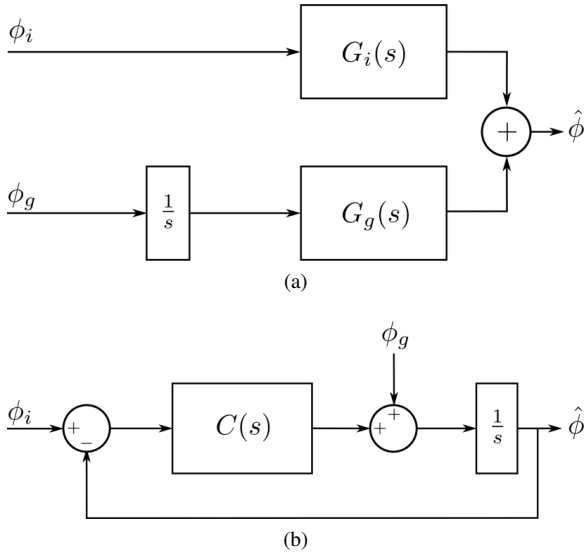 ϕ_i
G_i(s)
+
ϕ̂
ϕ_g
1/s
G_g(s)
(a)
ϕ_g
ϕ_i
+
−
C(s)
+
+
1/s
ϕ̂
(b)